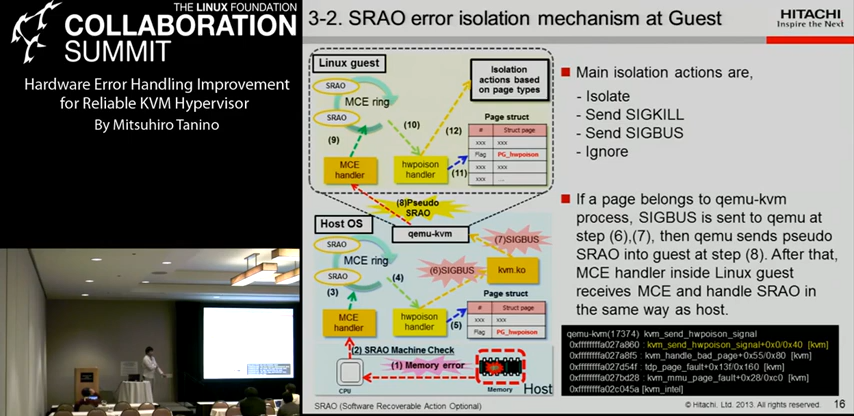 THE LINUX FOUNDATION
COLLABORATION
SUMMIT
Hardware Error Handling Improvement
for Reliable KVM Hypervisor
By Mitsuhiro Tanino
3-2. SRAO error isolation mechanism at Guest
HITACHI
Inspire the Next
Linux guest
SRAO
SRAO
MCE ring
(9)
(10)
(12)
(11)
MCE
handler
hwpoison
handler
Isolation
actions based
on page types
Page struct
# Struct page
xxx xxx
Flag PG_hwpoison
xxx xxx
xxx ...
(8)Pseudo
SRAO
Host OS
qemu-kvm
SRAO
SRAO
MCE ring
(3)
(4)
(7)SIGBUS
(6)SIGBUS
kvm.ko
MCE
handler
hwpoison
handler
(5)
Page struct
# Struct page
xxx xxx
Flag PG_hwpoison
(2) SRAO Machine Check
(1) Memory error
CPU
Memory
Host
SRAO (Software Recoverable Action Optional)
Main isolation actions are,
- Isolate
- Send SIGKILL
- Send SIGBUS
- Ignore
If a page belongs to qemu-kvm
process, SIGBUS is sent to qemu at
step (6),(7), then qemu sends pseudo
SRAO into guest at step (8). After that,
MCE handler inside Linux guest
receives MCE and handle SRAO in
the same way as host.
qemu-kvm(17374) : kvm_send_hwpoison_signal
0xffffffffa027a860 : kvm_send_hwpoison_signal+0x0/0x40 [kvm]
0xffffffffa027a8f5 : kvm_handle_bad_page+0x55/0x80 [kvm]
0xffffffffa027d54f : tdp_page_fault+0x13f/0x160 [kvm]
0xffffffffa027bd28 : kvm_mmu_page_fault+0x28/0xc0 [kvm]
0xffffffffa02c045a [kvm_intel]
© Hitachi, Ltd. 2013. All rights reserved. 16